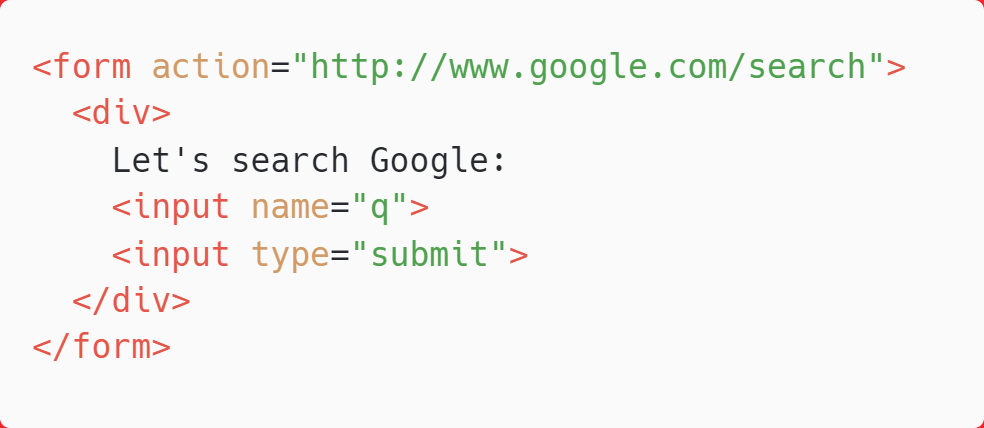 <form action="http://www.google.com/search">
  <div>
    Let's search Google:
    <input name="q">
    <input type="submit">
  </div>
</form>